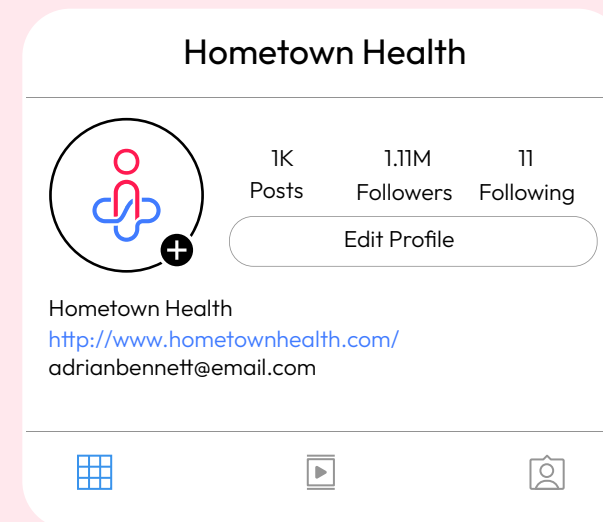 Hometown Health
1K 1.11M 11
Posts Followers Following
Edit Profile
Hometown Health
http://www.hometownhealth.com/
adrianbennett@email.com